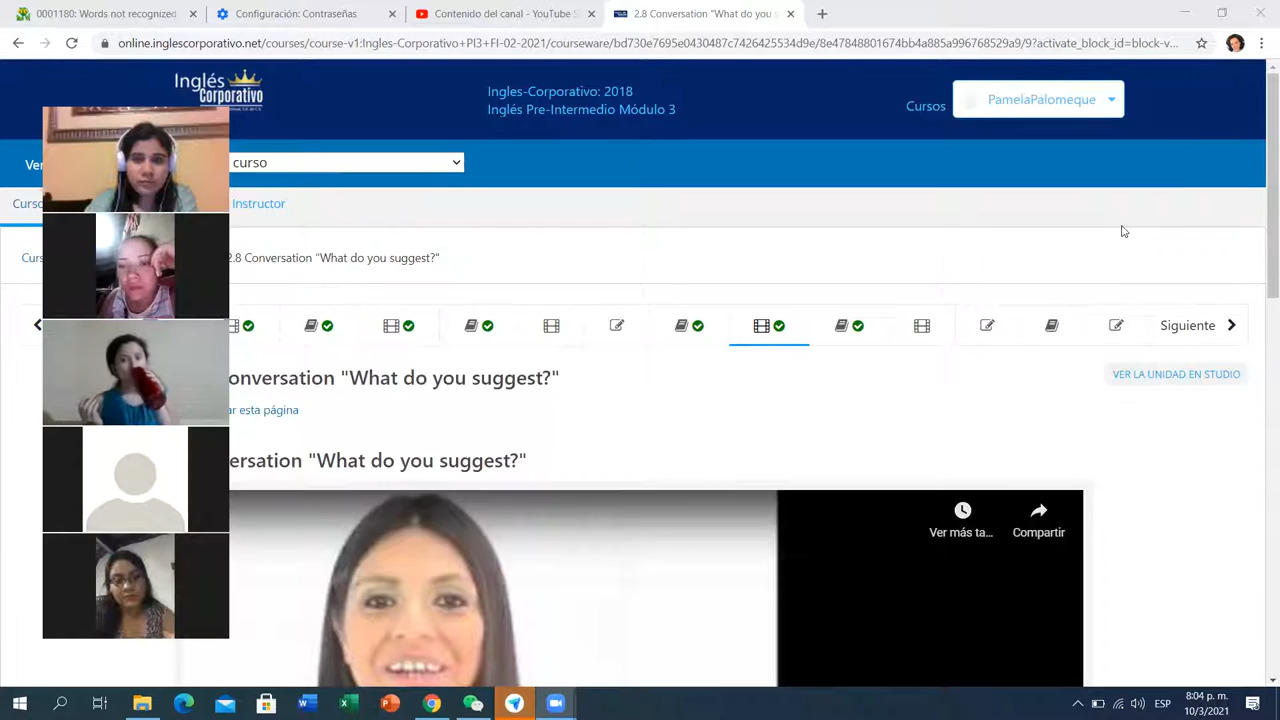 0001180: Words not recognized
Configuración: Contraseñas
Contenido del canal - YouTube S
2.8 Conversation "What do you s
online.inglescorporativo.net/courses/course-v1:Ingles-Corporativo+PI3+FI-02-2021/courseware/bd730e7695e0430487c7426425534d9e/8e47848801674bb4a885a996768529a9/9?activate_block_id=block-v...
Inglés
Corporativo
Ingles-Corporativo: 2018
Inglés Pre-Intermedio Módulo 3
Cursos
PamelaPalomeque
Ver
curso
Curso
Instructor
Curs
2.8 Conversation "What do you suggest?"
Siguiente
onversation "What do you suggest?"
VER LA UNIDAD EN STUDIO
ar esta página
ersation "What do you suggest?"
Ver más ta...
Compartir
ESP
8:04 p. m.
10/3/2021